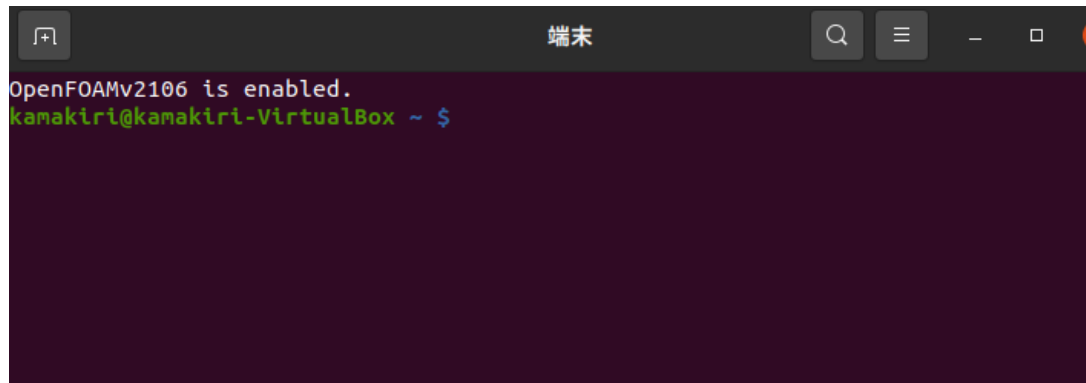 端末
OpenFOAMv2106 is enabled.
kamakiri@kamakiri-VirtualBox ~ $